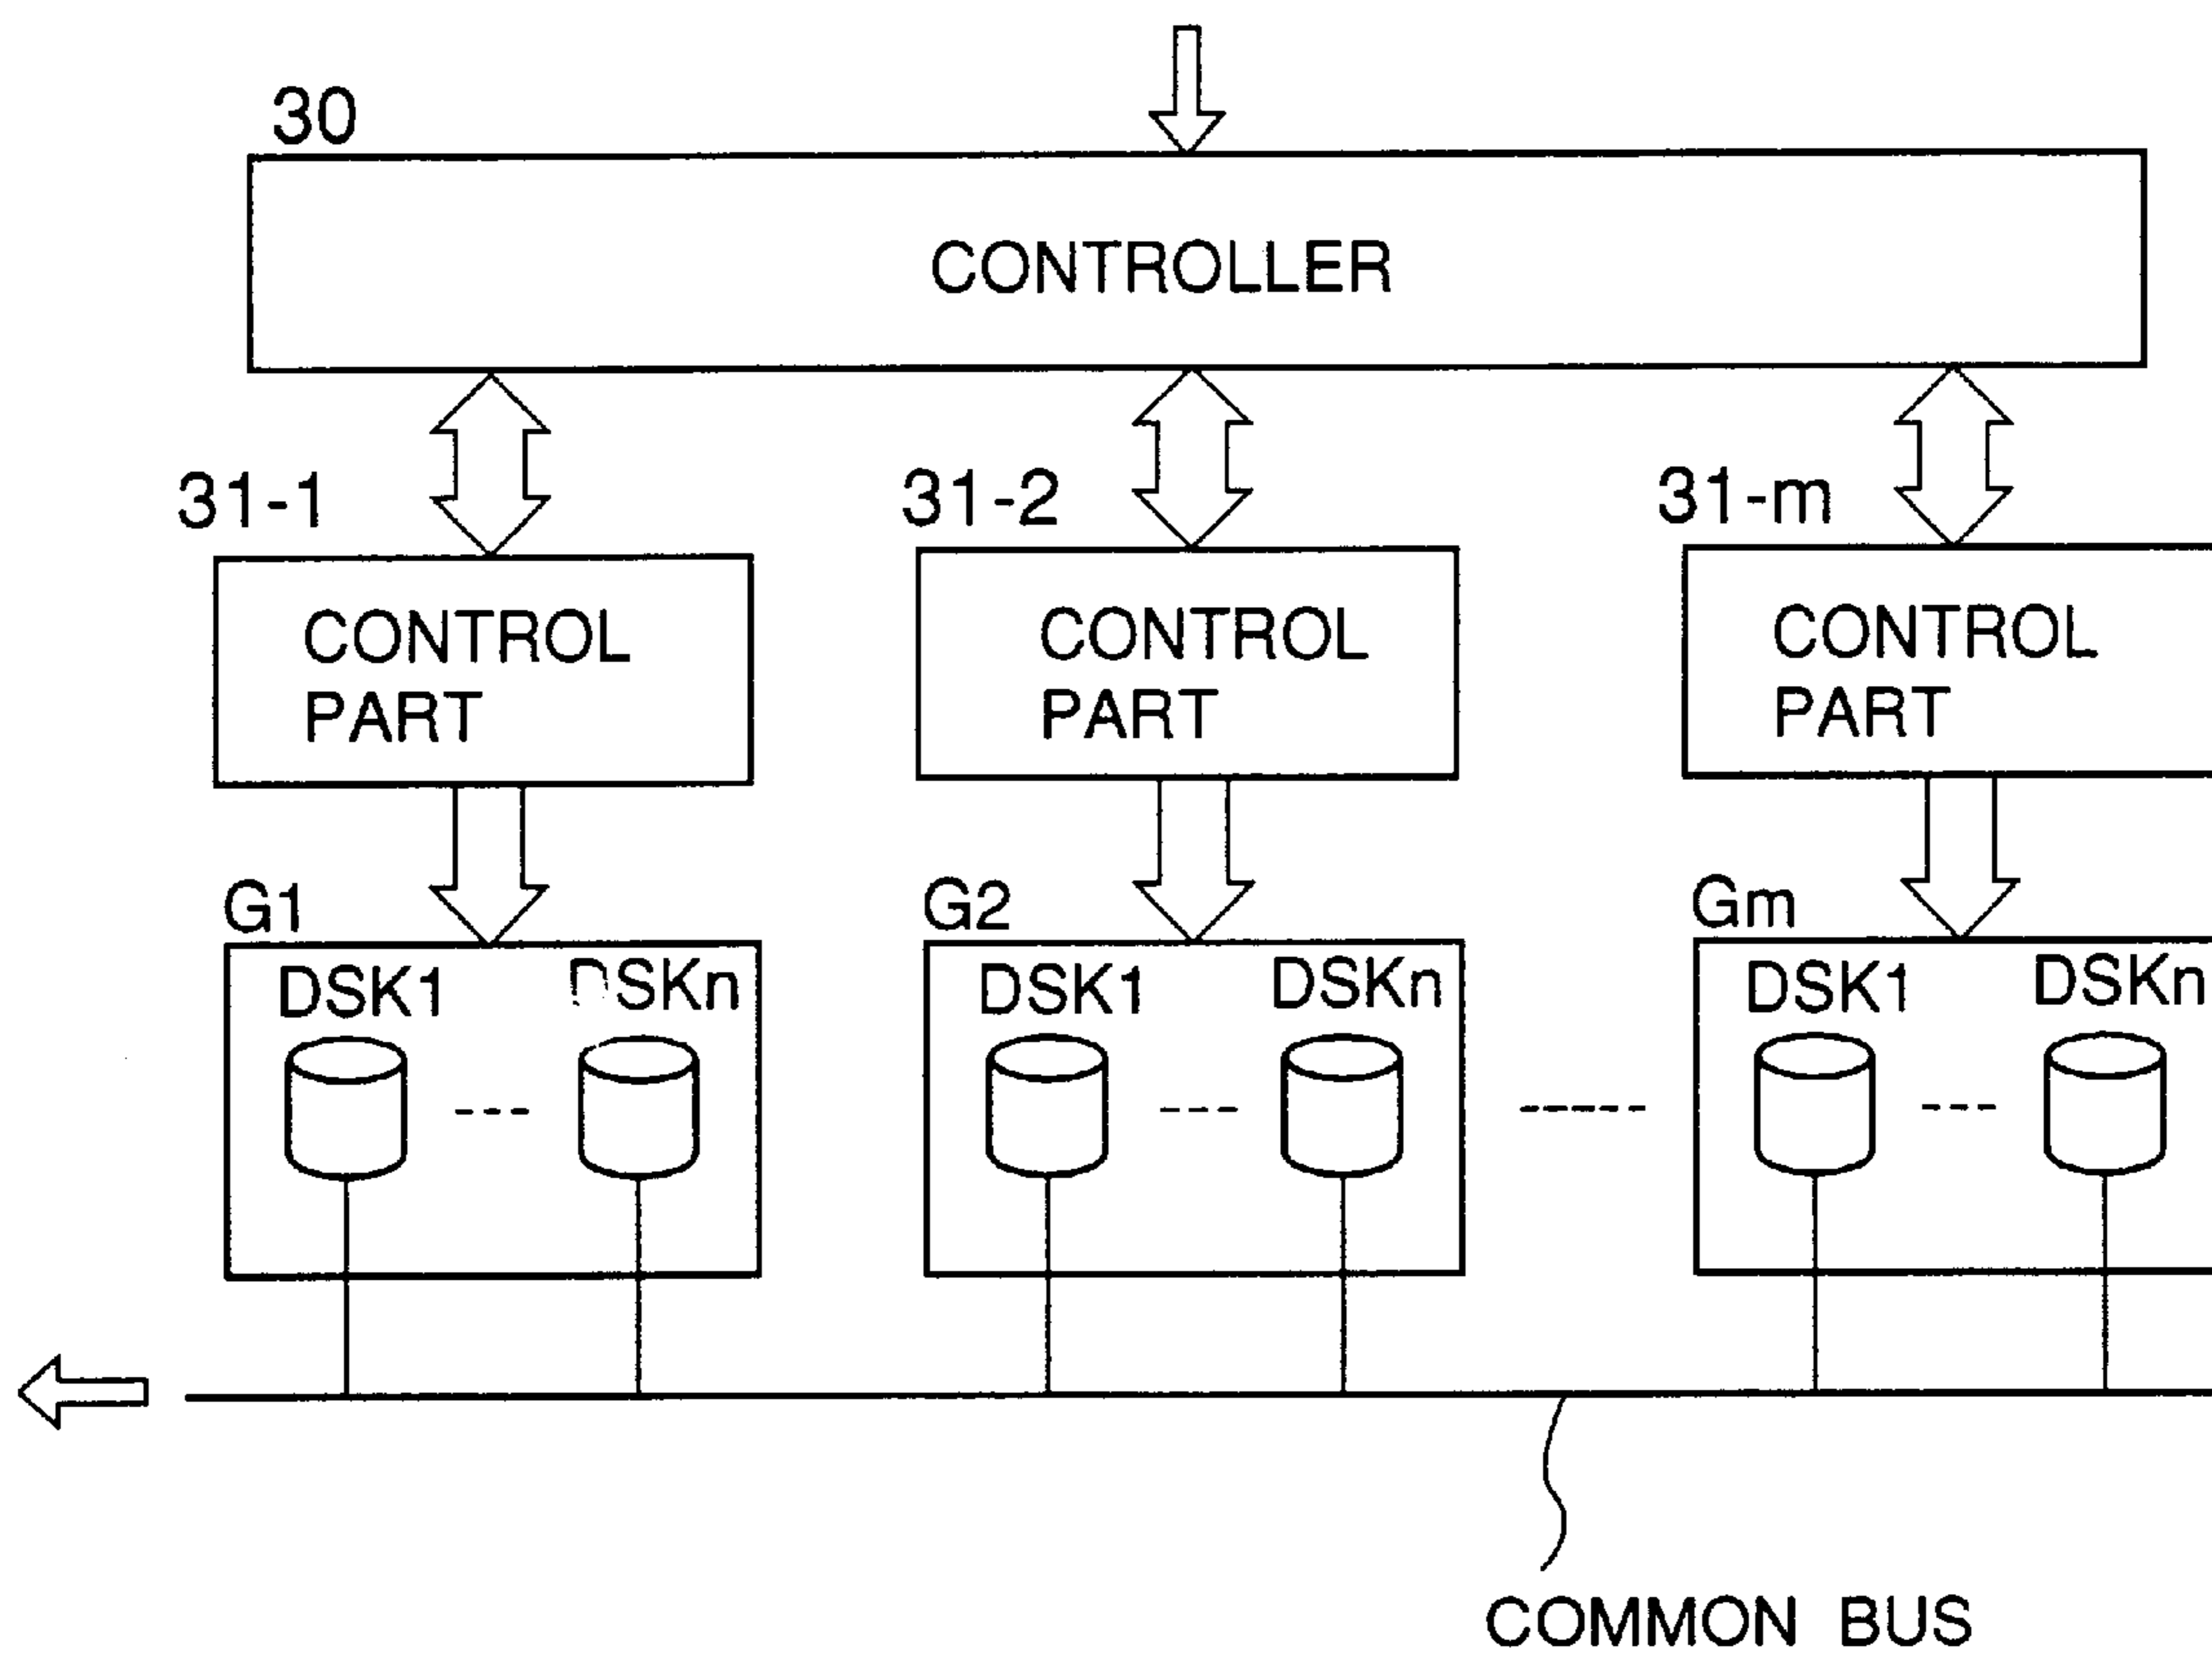 30
CONTROLLER
31-1
31-2
31-m
CONTROL
PART
CONTROL
PART
CONTROL
PART
G1
G2
Gm
DSK1
DSKn
DSK1
DSKn
DSK1
DSKn
COMMON BUS